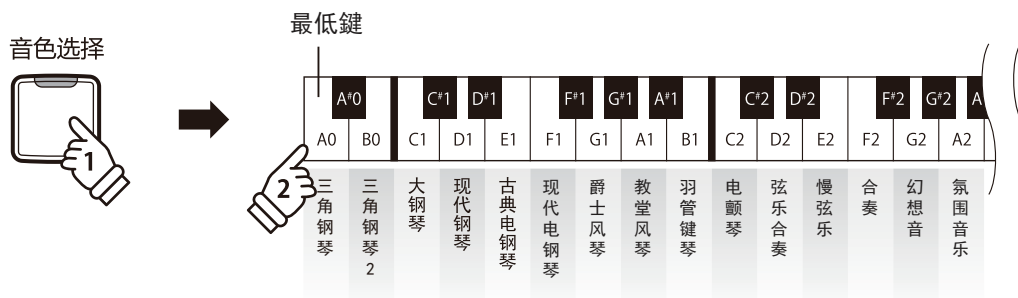 最低鍵
音色选择
A#0 C#1 D#1 F#1 G#1 A#1 C#2 D#2 F#2 G#2 A
A0 B0 C1 D1 E1 F1 G1 A1 B1 C2 D2 E2 F2 G2 A2
1
2
三角钢琴
三角钢琴2
大钢琴
现代钢琴
古典电钢琴
现代电钢琴
爵士风琴
教堂风琴
羽管键琴
电颤琴
弦乐合奏
慢弦乐
合奏
幻想音
氛围音乐